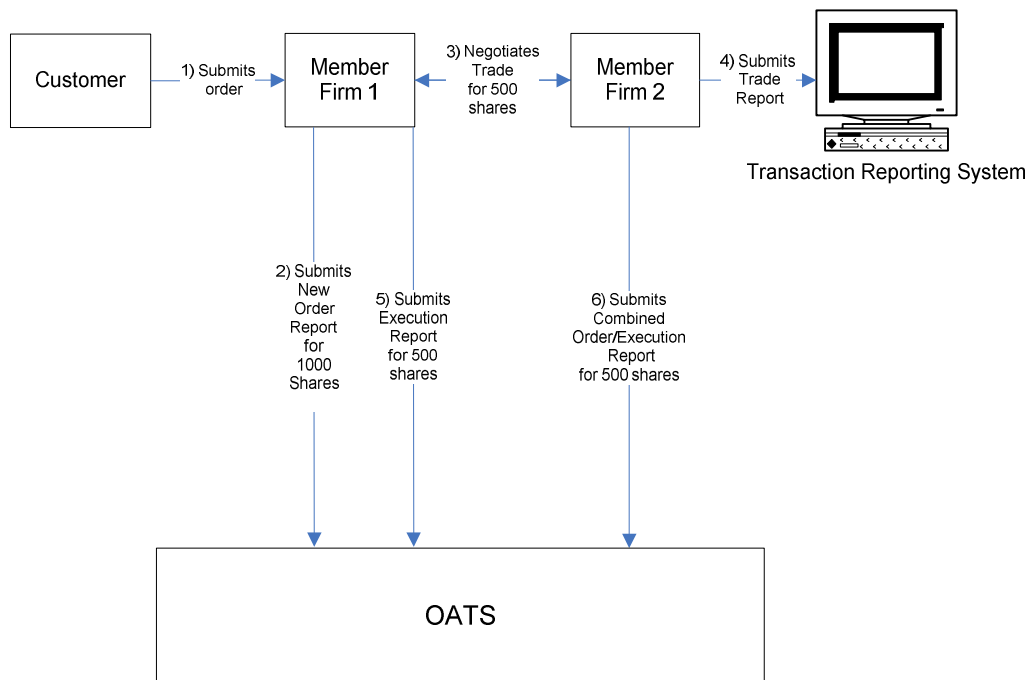 Customer
1) Submits
order
Member
Firm 1
3) Negotiates
Trade
for 500
shares
Member
Firm 2
4) Submits
Trade
Report
Transaction Reporting System
2) Submits
New
Order
Report
for
1000
Shares
5) Submits
Execution
Report
for 500
shares
6) Submits
Combined
Order/Execution
Report
for 500 shares
OATS